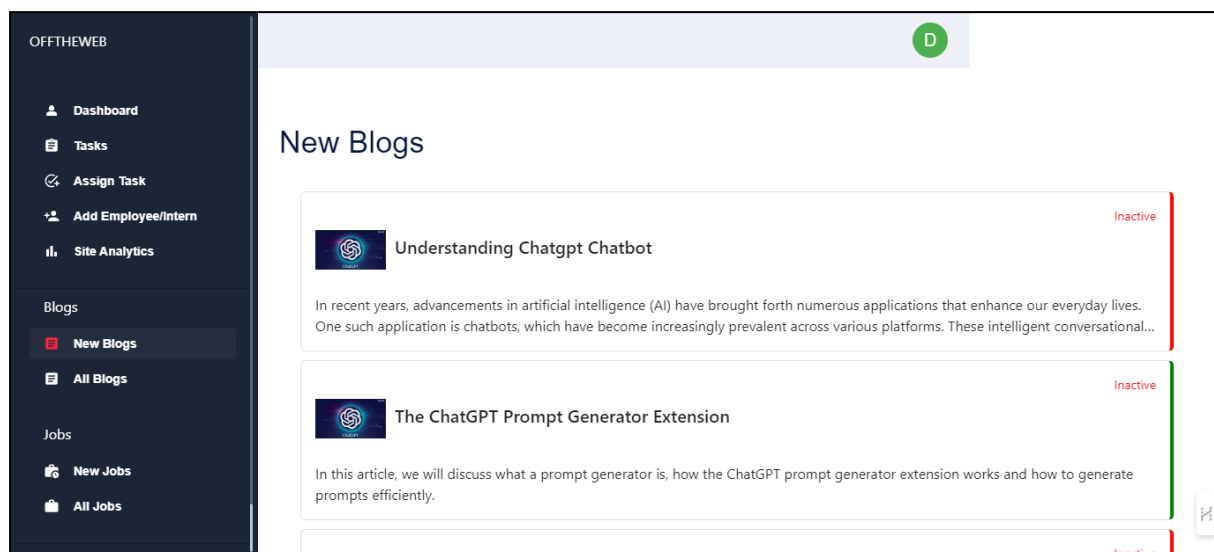 OFFTHEWEB
D
Dashboard
Tasks
Assign Task
Add Employee/Intern
Site Analytics
Blogs
New Blogs
All Blogs
Jobs
New Jobs
All Jobs
New Blogs
Inactive
Understanding Chatgpt Chatbot
In recent years, advancements in artificial intelligence (AI) have brought forth numerous applications that enhance our everyday lives.
One such application is chatbots, which have become increasingly prevalent across various platforms. These intelligent conversational...
Inactive
The ChatGPT Prompt Generator Extension
In this article, we will discuss what a prompt generator is, how the ChatGPT prompt generator extension works and how to generate
prompts efficiently.